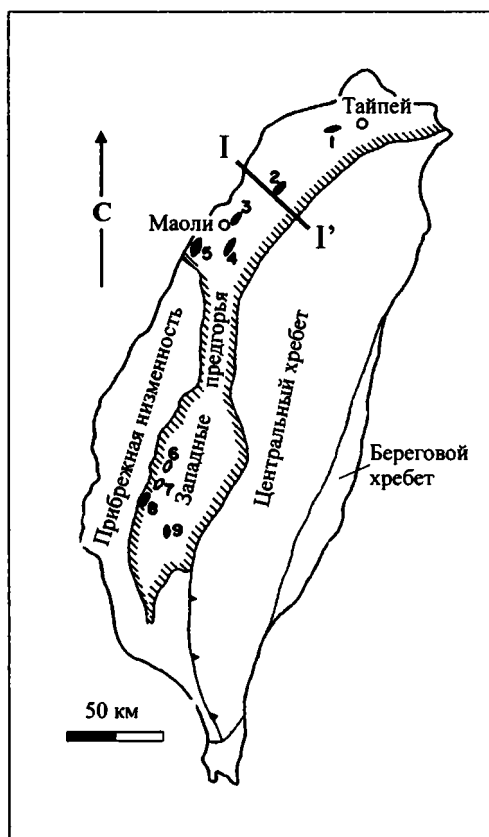 Тайпей
1
I
2
С
3
Маоли
I'
5
4
Прибрежная низменность
предгорья
Западные
Центральный хребет
6
7
8
9
Береговой
хребет
50 км